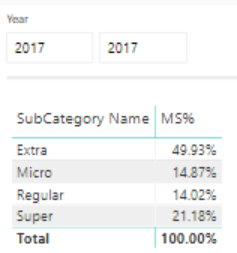 Year
2017 2017
SubCategory Name MS%
Extra 49.93%
Micro 14.87%
Regular 14.02%
Super 21.18%
Total 100.00%